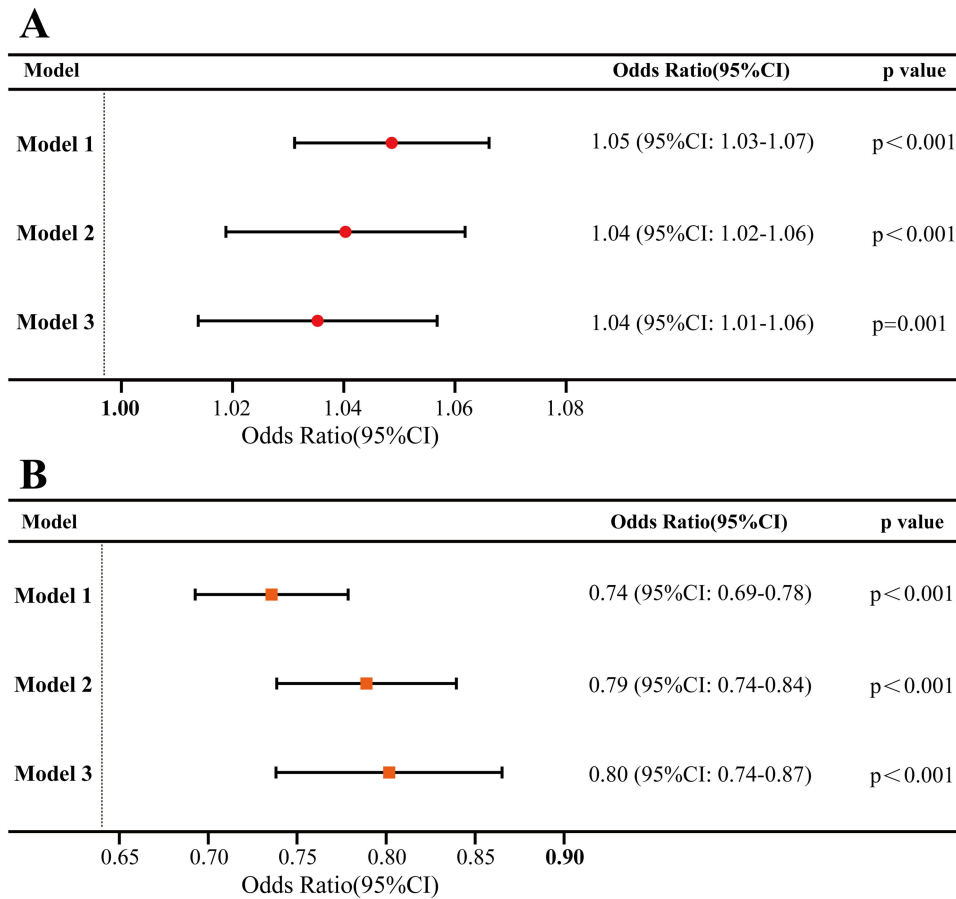 A
Model Odds Ratio(95%CI) p value
Model 1 1.05 (95%CI: 1.03-1.07) p<0.001
Model 2 1.04 (95%CI: 1.02-1.06) p<0.001
Model 3 1.04 (95%CI: 1.01-1.06) p=0.001
1.00 1.02 1.04 1.06 1.08
Odds Ratio(95%CI)
B
Model Odds Ratio(95%CI) p value
Model 1 0.74 (95%CI: 0.69-0.78) p<0.001
Model 2 0.79 (95%CI: 0.74-0.84) p<0.001
Model 3 0.80 (95%CI: 0.74-0.87) p<0.001
0.65 0.70 0.75 0.80 0.85 0.90
Odds Ratio(95%CI)